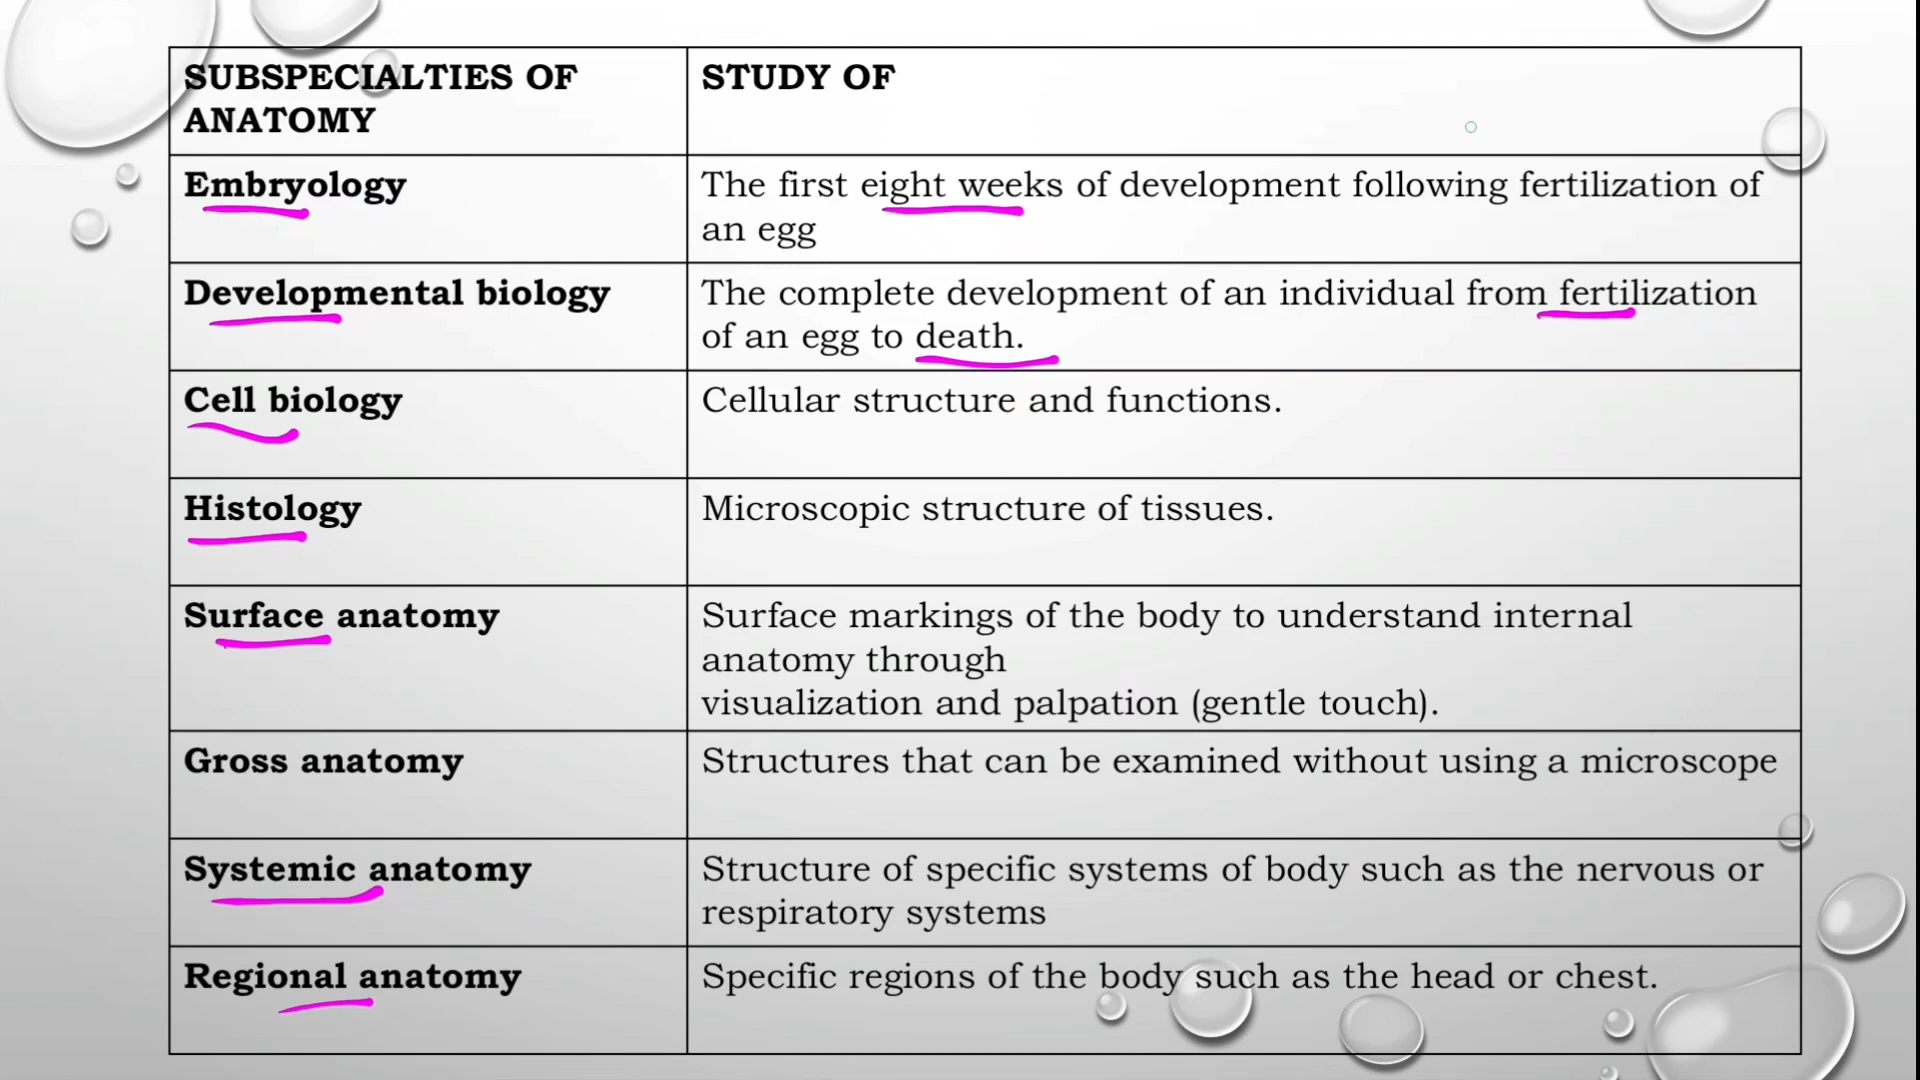 SUBSPECIALTIES OF
ANATOMY
STUDY OF
Embryology
The first eight weeks of development following fertilization of
an egg
Developmental biology
The complete development of an individual from fertilization
of an egg to death.
Cell biology
Cellular structure and functions.
Histology
Microscopic structure of tissues.
Surface anatomy
Surface markings of the body to understand internal
anatomy through
visualization and palpation (gentle touch).
Gross anatomy
Structures that can be examined without using a microscope
Systemic anatomy
Structure of specific systems of body such as the nervous or
respiratory systems
Regional anatomy
Specific regions of the body such as the head or chest.